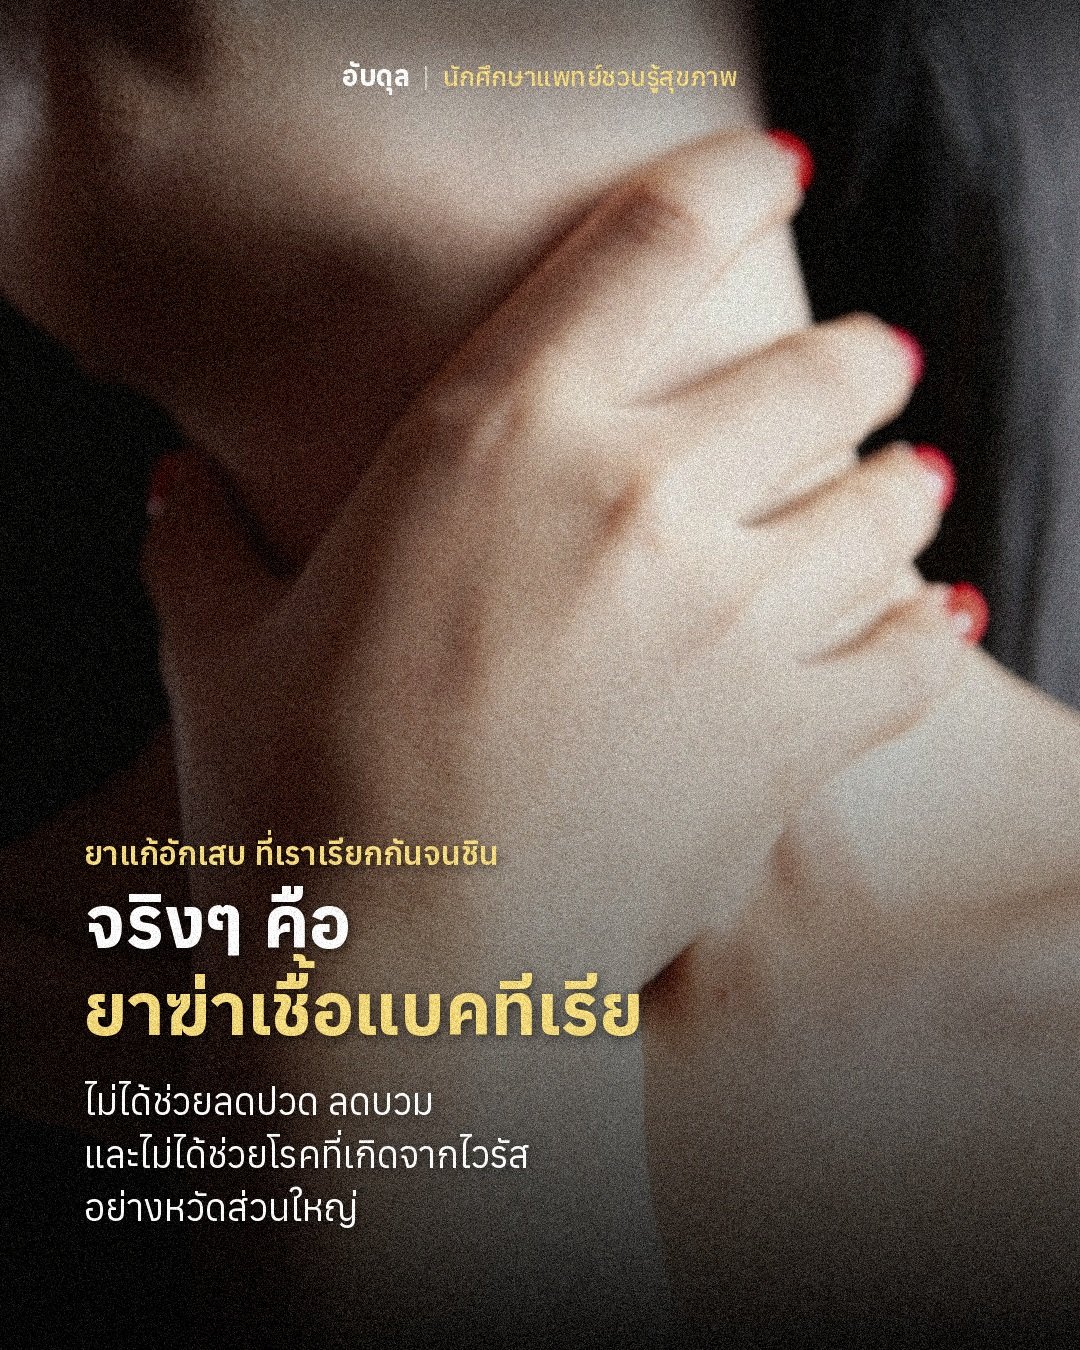 อับดุล | นักศึกษาแพทย์ชวนรู้สุขภาพ
ยาแก้อักเสบ ที่เราเรียกกันจนชิน
จริงๆ คือ
ยาฆ่าเชื้อแบคทีเรีย
ไม่ได้ช่วยลดปวด ลดบวม
และไม่ได้ช่วยโรคที่เกิดจากไวรัส
อย่างหวัดส่วนใหญ่